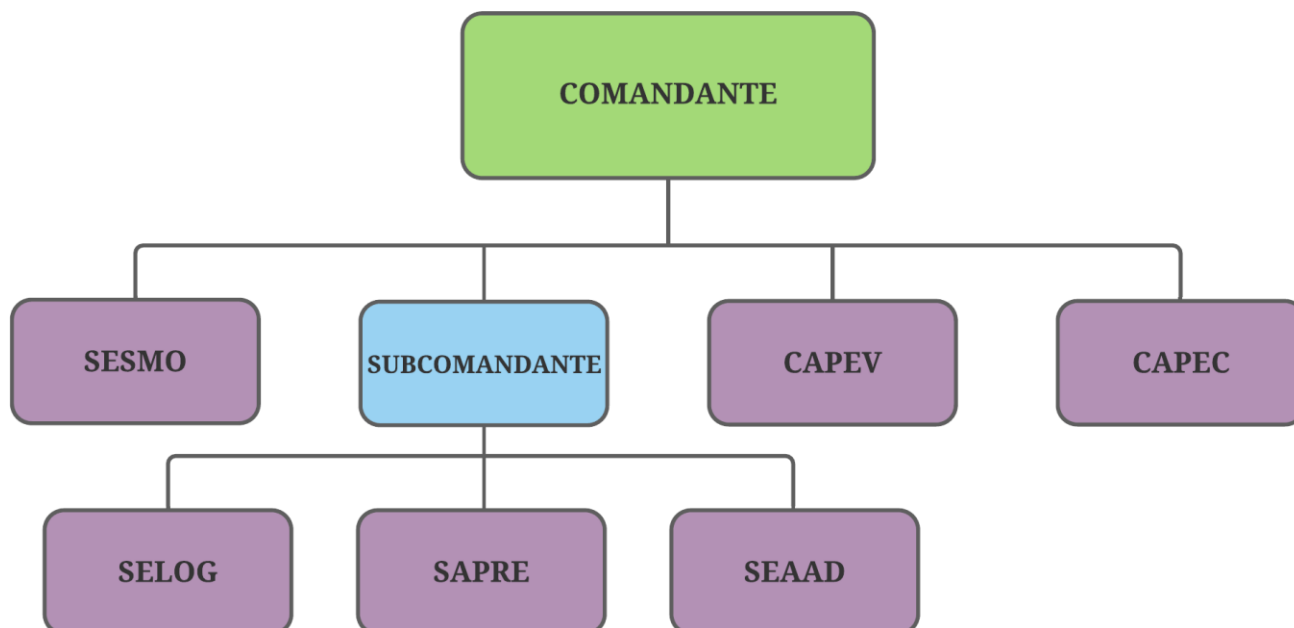 COMANDANTE
SESMO
SUBCOMANDANTE
CAPEV
CAPEC
SELOG
SAPRE
SEAAD